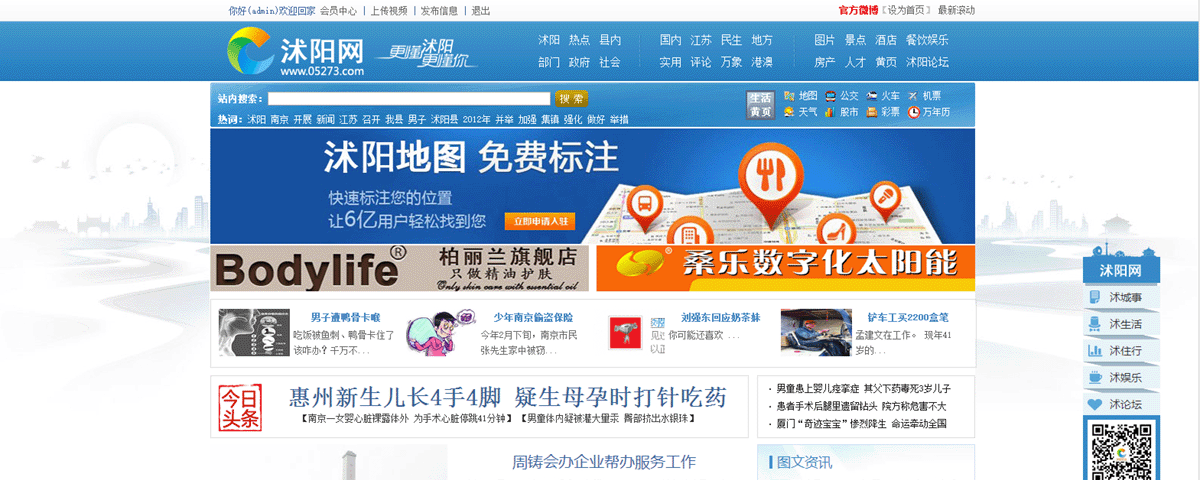 你好(admin)欢迎回家 会员中心 | 上传视频 | 发布信息 | 退出
官方微博〖设为首页〗 最新滚动
沭阳网
www.05273.com
更懂沭阳
更懂你
沭阳 热点 县内 国内 江苏 民生 地方 图片 景点 酒店 餐饮娱乐
部门 政府 社会 实用 评论 万象 港澳 房产 人才 黄页 沭阳论坛
站内搜索: 搜 索
热词: 沭阳 南京 开展 新闻 江苏 召开 我县 男子 沭阳县 2012年 并举 加强 集镇 强化 做好 举措
生活黄页
地图 公交 火车 机票
天气 股市 彩票 万年历
沭阳地图 免费标注
快速标注您的位置
让6亿用户轻松找到您 立即申请入驻
Bodylife®
柏丽兰旗舰店
只做精油护肤
Only skin care with essential oil
桑乐数字化太阳能
男子遭鸭骨卡喉
吃饭被鱼刺、鸭骨卡住了
该咋办？千万不...
少年南京偷盗保险
今年2月下旬，南京市民
张先生家中被窃...
刘强东回应奶茶妹
你可能还喜欢 ...
铲车工买2200盒笔
孟建文在工作。 现年41
岁的...
今日
头条
惠州新生儿长4手4脚 疑生母孕时打针吃药
【南京一女婴心脏裸露体外 为手术心脏停跳41分钟】【男童体内疑被灌大量汞 臀部挤出水银珠】
· 男童患上婴儿痉挛症 其父下药毒死3岁儿子
· 患者手术后腿里遗留钻头 院方称危害不大
· 厦门“奇迹宝宝”惨烈降生 命运牵动全国
周铸会办企业帮办服务工作
图文资讯
沭阳网
沭城事
沭生活
沭住行
沭娱乐
沭论坛